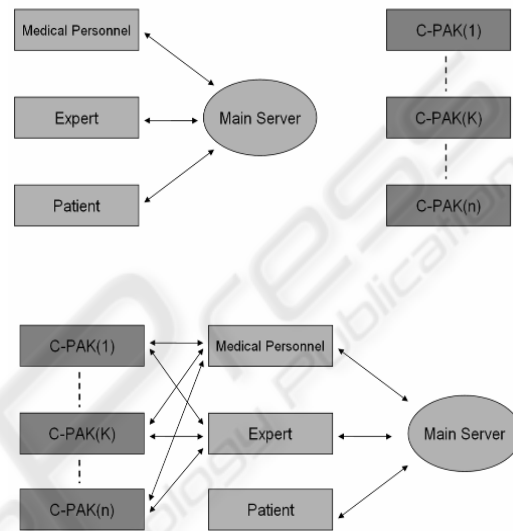 Medical Personnel
C-PAK(1)
Expert
Main Server
C-PAK(K)
Patient
C-PAK(n)
C-PAK(1)
Medical Personnel
C-PAK(K)
Expert
Main Server
C-PAK(n)
Patient